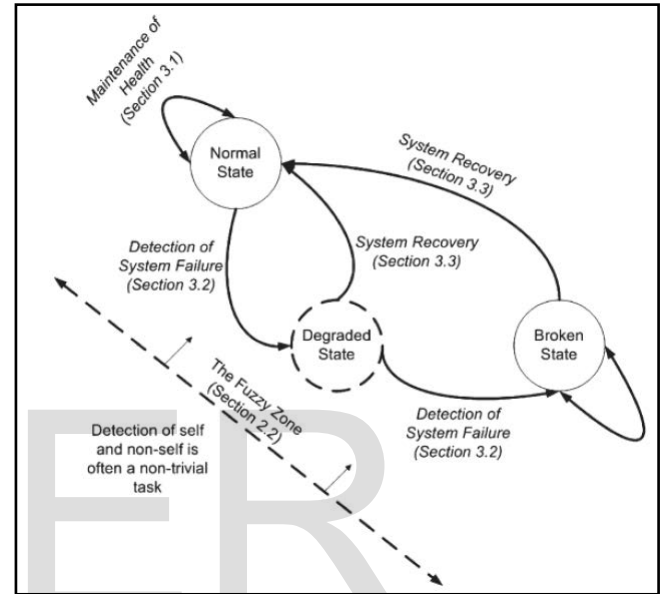 Maintenance of
Health
(Section 3.1)
Normal
State
System Recovery
(Section 3.3)
Detection of
System Failure
(Section 3.2)
System Recovery
(Section 3.3)
Degraded
State
Broken
State
The Fuzzy Zone
(Section 2.2)
Detection of self
and non-self is
often a non-trivial
task
Detection of
System Failure
(Section 3.2)
ER